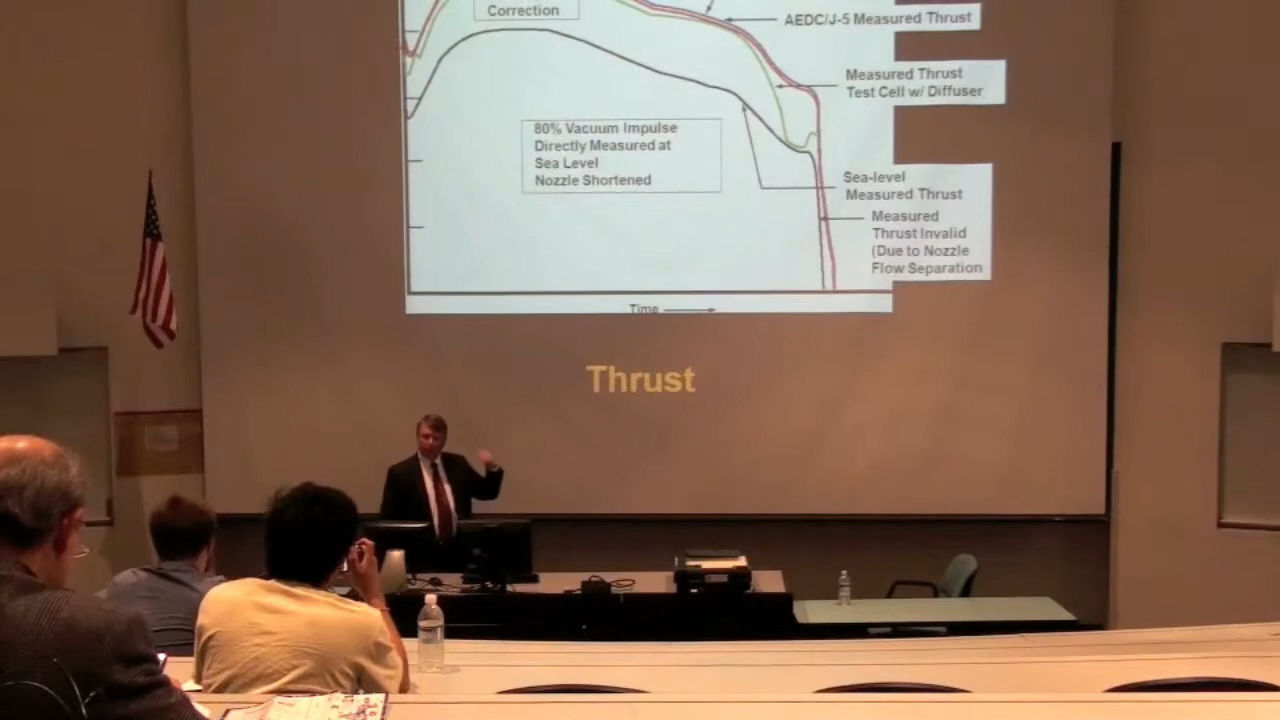 Correction
AEDC/J-5 Measured Thrust
Measured Thrust
Test Cell w/ Diffuser
80% Vacuum Impulse
Directly Measured at
Sea Level
Nozzle Shortened
Sea-level
Measured Thrust
Measured
Thrust Invalid
(Due to Nozzle
Flow Separation
Time
Thrust